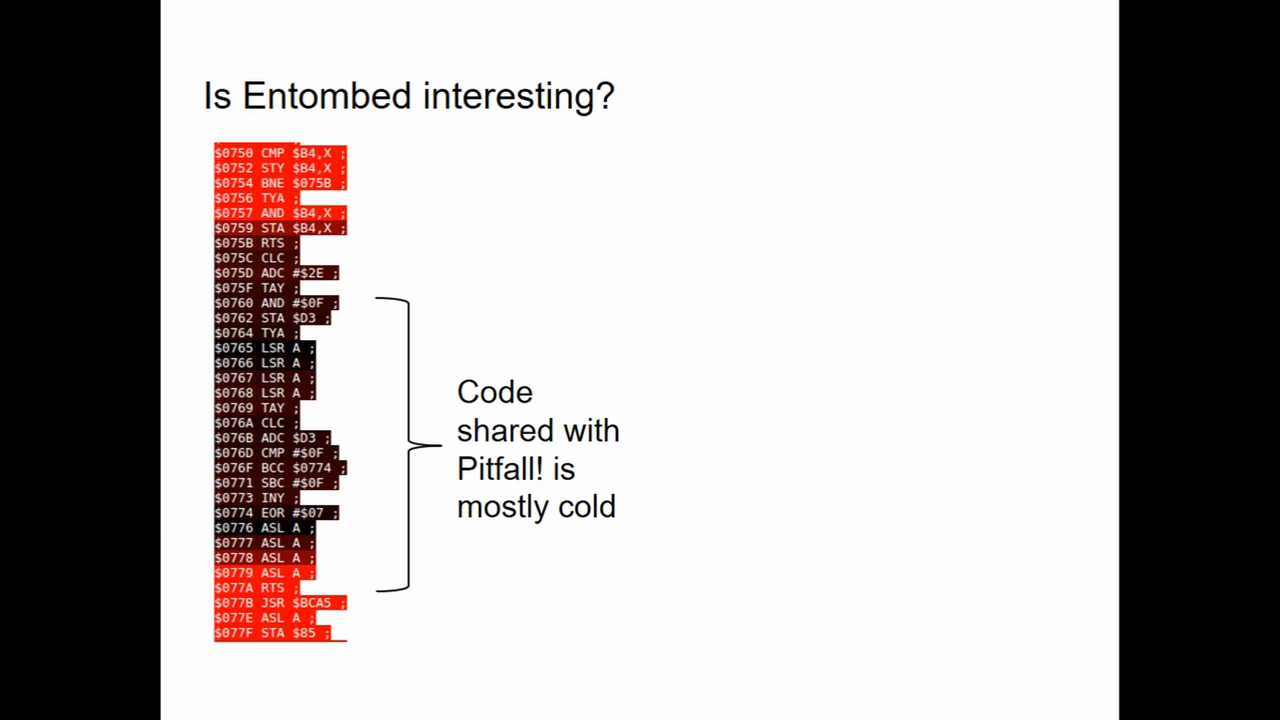 Is Entombed interesting?
$0750 CMP $B4,X ;
$0752 STY $B4,X ;
$0754 BNE $075B ;
$0756 TYA ;
$0757 AND $B4,X ;
$0759 STA $B4,X ;
$075B RTS ;
$075C CLC ;
$075D ADC #$2E ;
$075F TAY ;
$0760 AND #$0F ;
$0762 STA $D3 ;
$0764 TYA ;
$0765 LSR A ;
$0766 LSR A ;
$0767 LSR A ;
$0768 LSR A ;
$0769 TAY ;
$076A CLC ;
$076B ADC $D3 ;
$076D CMP #$0F ;
$076F BCC $0774 ;
$0771 SBC #$0F ;
$0773 INY ;
$0774 EOR #$07 ;
$0776 ASL A ;
$0777 ASL A ;
$0778 ASL A ;
$0779 ASL A ;
$077A RTS ;
$077B JSR $BCA5 ;
$077E ASL A ;
$077F STA $85 ;
Code
shared with
Pitfall! is
mostly cold